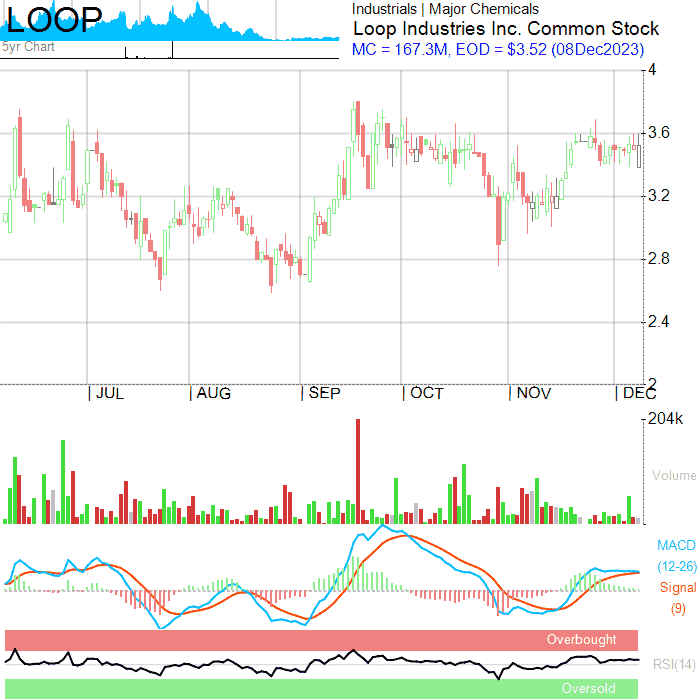 LOOP
5yr Chart
Industrials | Major Chemicals
Loop Industries Inc. Common Stock
MC = 167.3M, EOD = $3.52 (08Dec2023)
4
3.6
3.2
2.8
2.4
2
JUL AUG SEP OCT NOV DEC
204k
Volume
MACD
(12-26)
Signal
(9)
Overbought
RSI(14)
Oversold